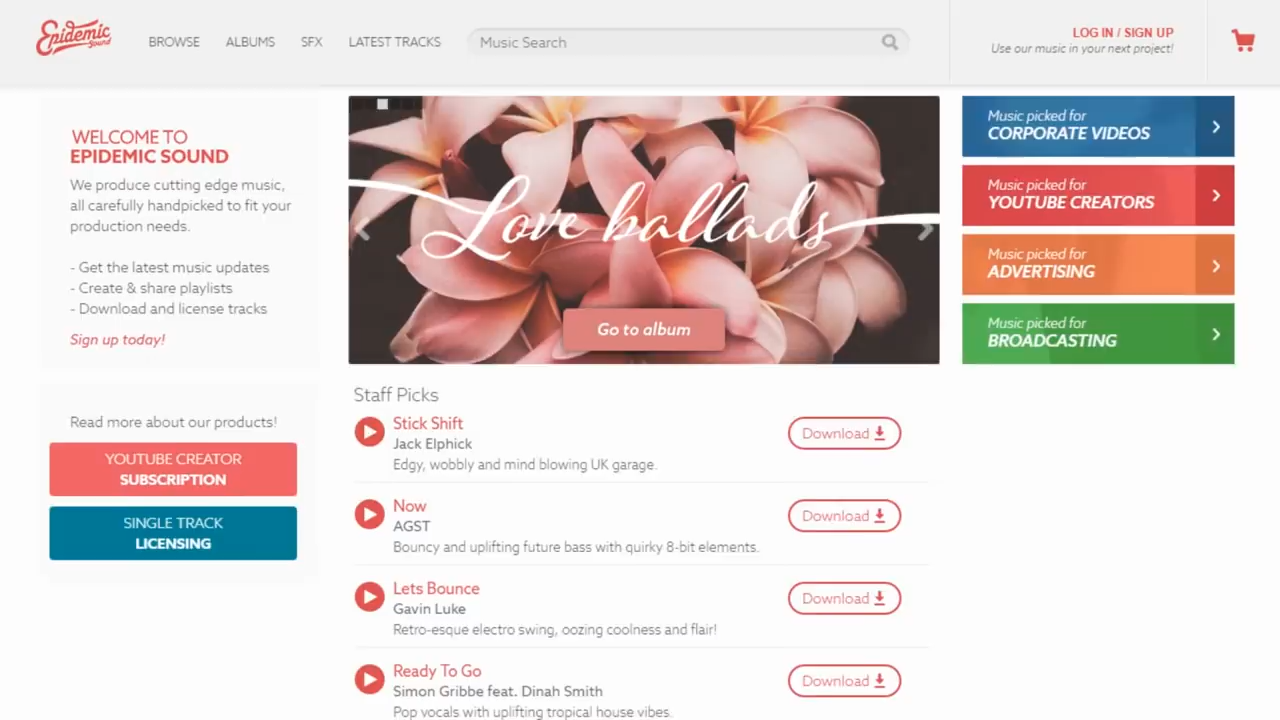 Epidemic
Sound
BROWSE
ALBUMS
SFX
LATEST TRACKS
Music Search
LOG IN / SIGN UP
Use our music in your next project!
WELCOME TO
EPIDEMIC SOUND
We produce cutting edge music,
all carefully handpicked to fit your
production needs.
- Get the latest music updates
- Create & share playlists
- Download and license tracks
Sign up today!
Read more about our products!
YOUTUBE CREATOR
SUBSCRIPTION
SINGLE TRACK
LICENSING
Love ballads
Go to album
Staff Picks
Stick Shift
Jack Elphick
Edgy, wobbly and mind blowing UK garage.
Download
Now
AGST
Bouncy and uplifting future bass with quirky 8-bit elements.
Download
Lets Bounce
Gavin Luke
Retro-esque electro swing, oozing coolness and flair!
Download
Ready To Go
Simon Gribbe feat. Dinah Smith
Pop vocals with uplifting tropical house vibes.
Download
Music picked for
CORPORATE VIDEOS
Music picked for
YOUTUBE CREATORS
Music picked for
ADVERTISING
Music picked for
BROADCASTING